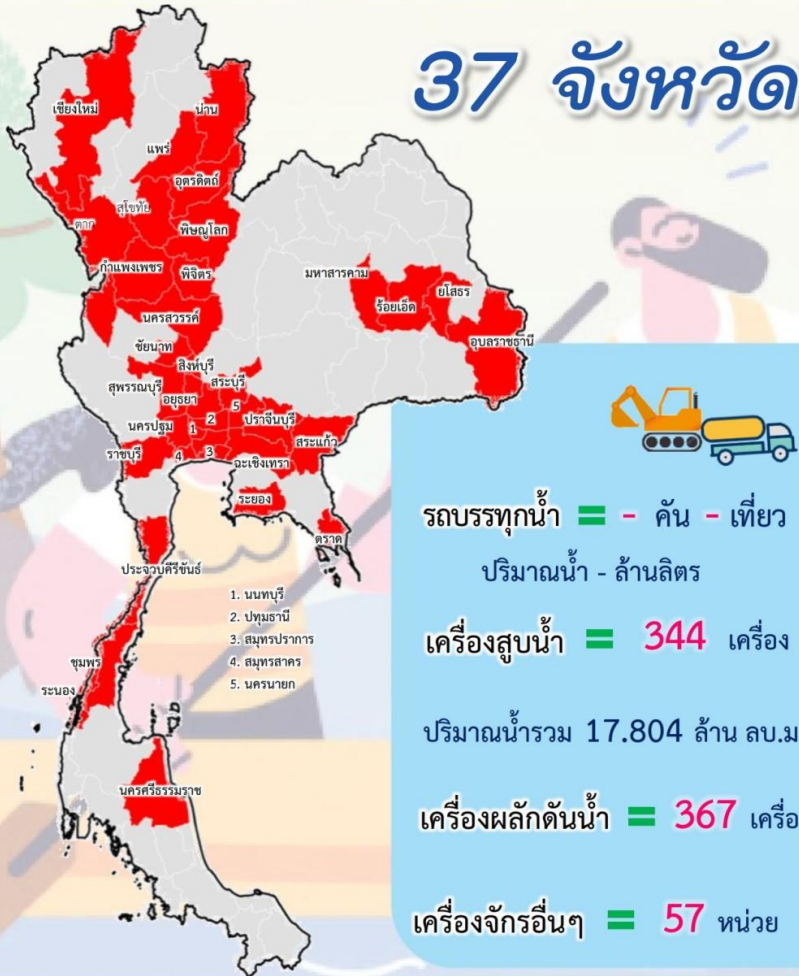 37 จังหวัด
เชียงใหม่
น่าน
แพร่
อุตรดิตถ์
สุโขทัย
ตาก
พิษณุโลก
กำแพงเพชร
พิจิตร
มหาสารคาม
ร้อยเอ็ด
ยโสธร
อุบลราชธานี
นครสวรรค์
ชัยนาท
สิงห์บุรี
สุพรรณบุรี
สระบุรี
อยุธยา
5
2
1
ปราจีนบุรี
นครปฐม
สระแก้ว
ราชบุรี
4
3
ฉะเชิงเทรา
ระยอง
ตราด
ประจวบคีรีขันธ์
1. นนทบุรี
2. ปทุมธานี
3. สมุทรปราการ
4. สมุทรสาคร
5. นครนายก
ชุมพร
ระนอง
นครศรีธรรมราช
รถบรรทุกน้ำ = - คัน - เที่ยว
ปริมาณน้ำ - ล้านลิตร
เครื่องสูบน้ำ = 344 เครื่อง
ปริมาณน้ำรวม 17.804 ล้าน ลบ.ม
เครื่องผลักดันน้ำ = 367 เครื่อ
เครื่องจักรอื่นๆ = 57 หน่วย